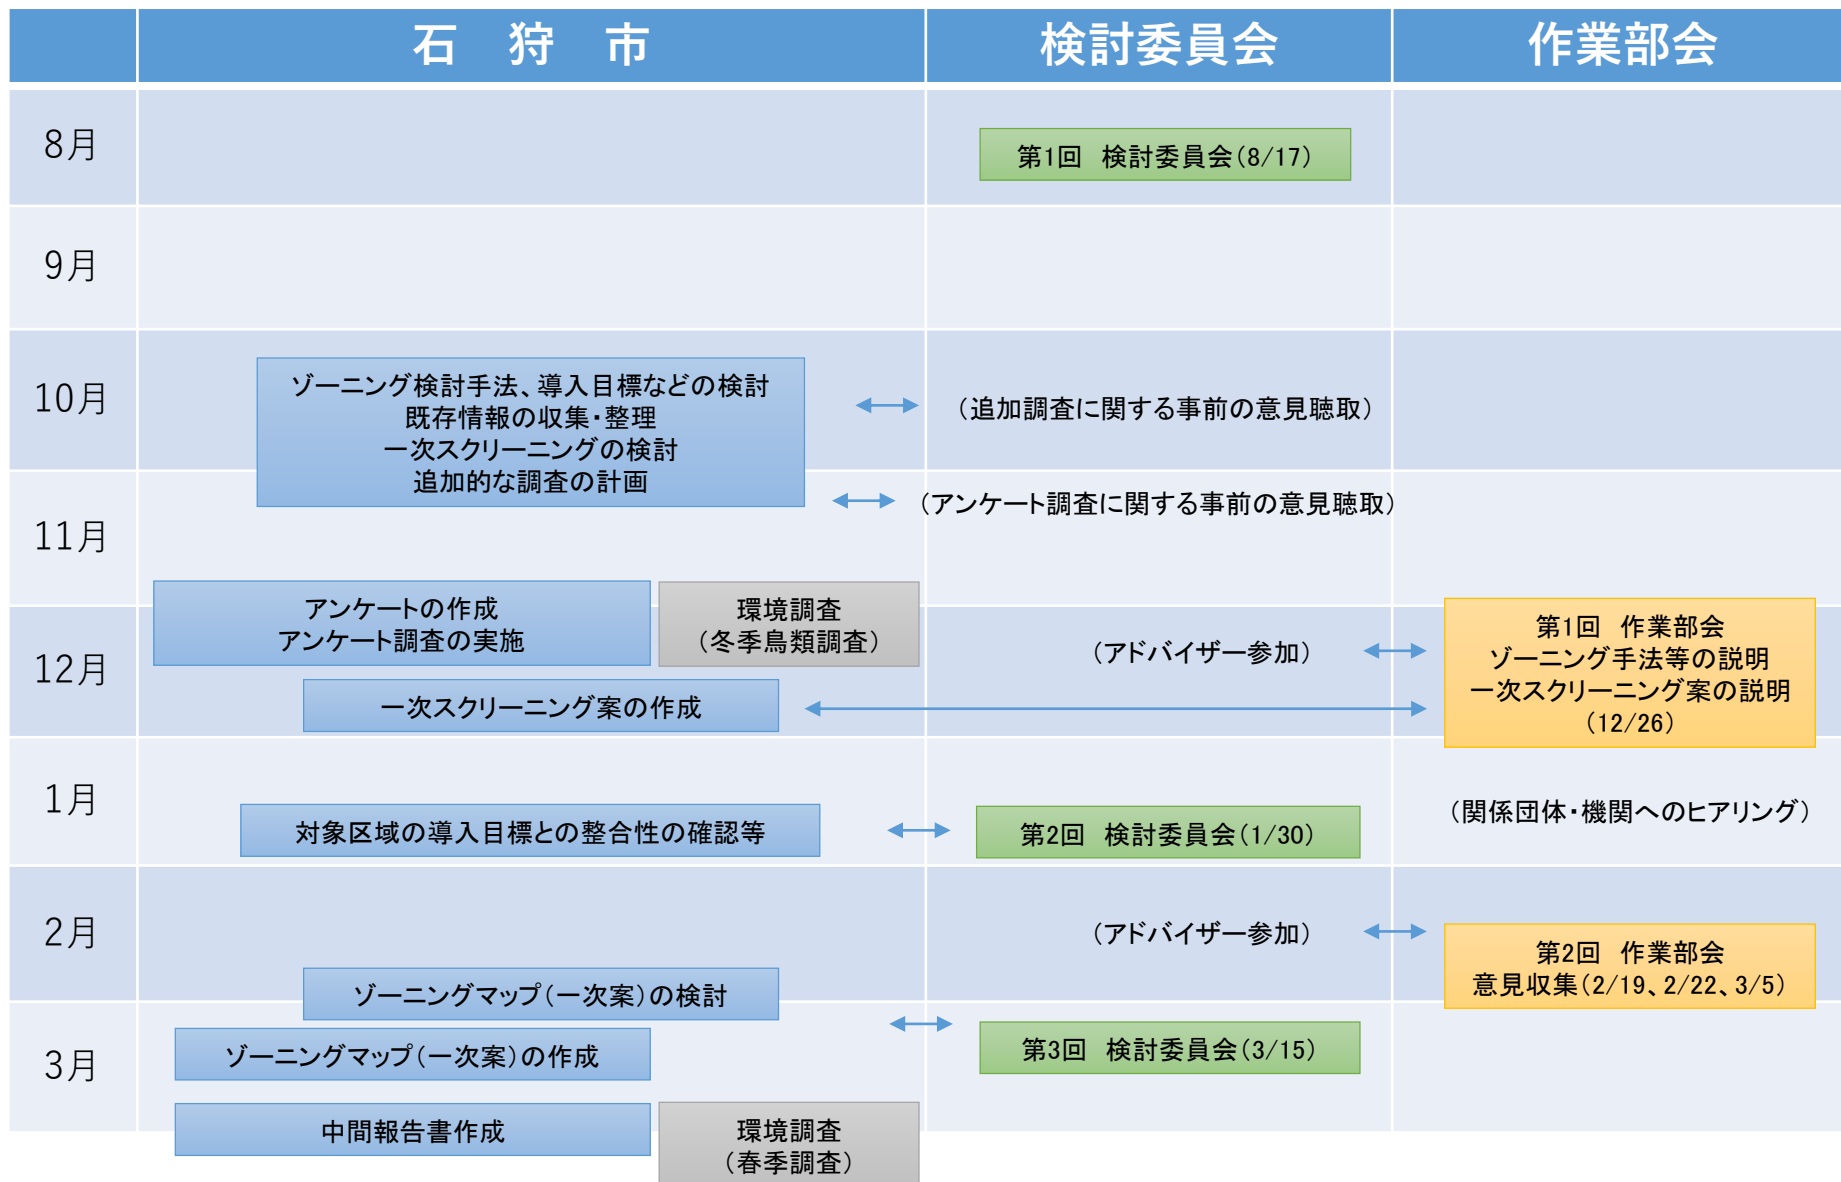 石　狩　市
検討委員会
作業部会
8月
第1回　検討委員会（8/17）
9月
10月
ゾーニング検討手法、導入目標などの検討
既存情報の収集・整理
一次スクリーニングの検討
追加的な調査の計画
（追加調査に関する事前の意見聴取）
（アンケート調査に関する事前の意見聴取）
11月
アンケートの作成
アンケート調査の実施
環境調査
（冬季鳥類調査）
12月
（アドバイザー参加）
第1回　作業部会
ゾーニング手法等の説明
一次スクリーニング案の説明
（12/26）
一次スクリーニング案の作成
1月
対象区域の導入目標との整合性の確認等
第2回　検討委員会（1/30）
（関係団体・機関へのヒアリング）
2月
（アドバイザー参加）
第2回　作業部会
意見収集（2/19、2/22、3/5）
ゾーニングマップ（一次案）の検討
3月
ゾーニングマップ（一次案）の作成
第3回　検討委員会（3/15）
中間報告書作成
環境調査
（春季調査）